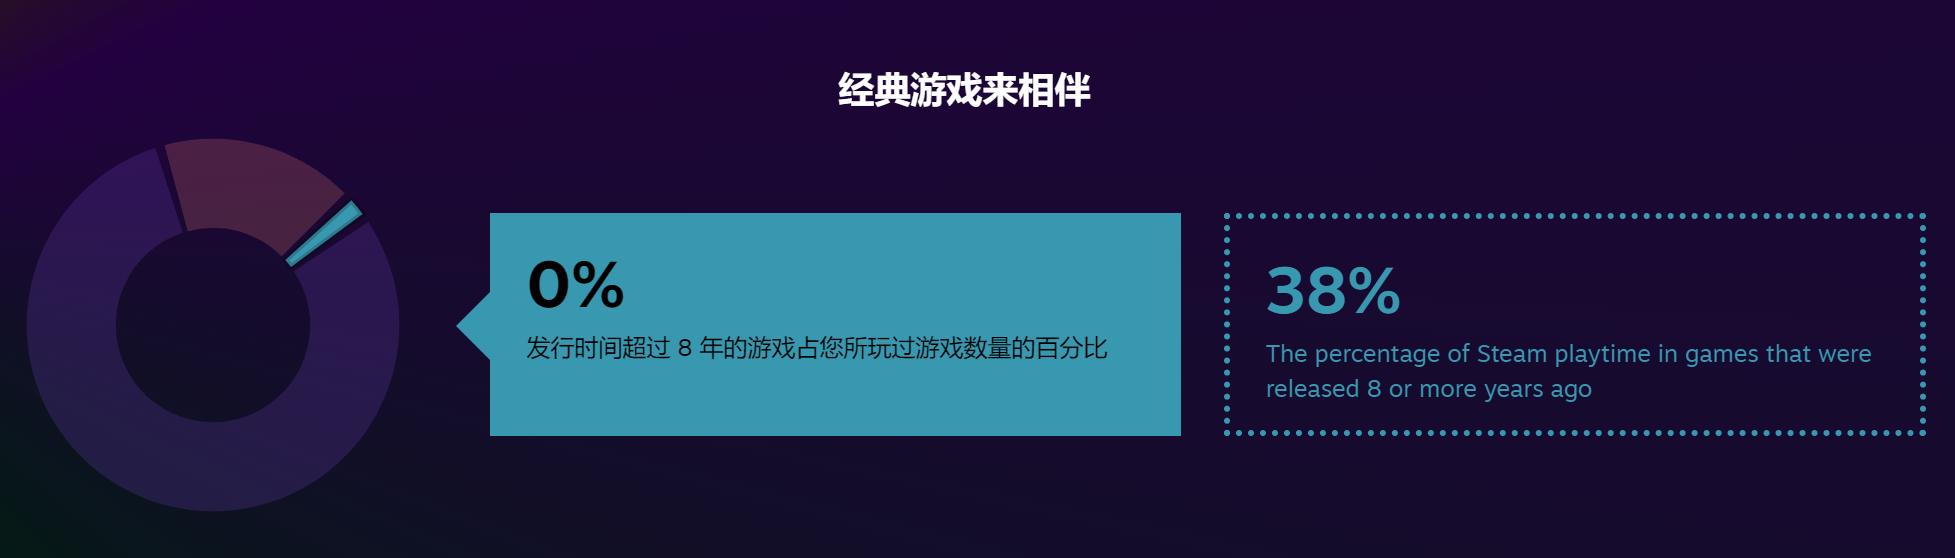 经典游戏来相伴
0%
发行时间超过 8 年的游戏占您所玩过游戏数量的百分比
38%
The percentage of Steam playtime in games that were
released 8 or more years ago